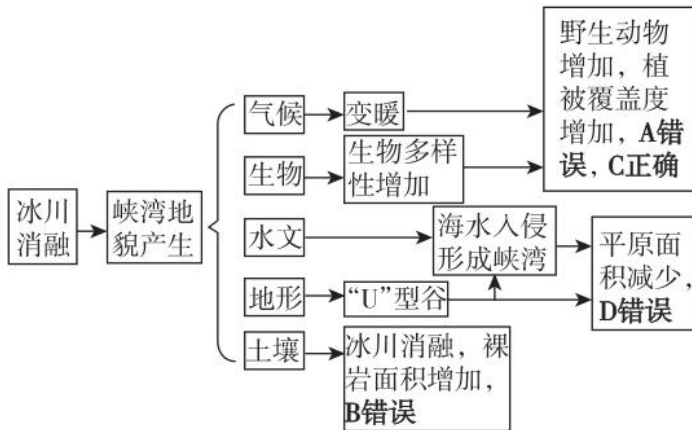 冰川
消融
峡湾地
貌产生
气候
变暖
生物
生物多样
性增加
野生动物
增加，植
被覆盖度
增加，A错
误，C正确
水文
海水入侵
形成峡湾
地形
“U”型谷
平原面
积减少，
D错误
土壤
冰川消融，裸
岩面积增加，
B错误